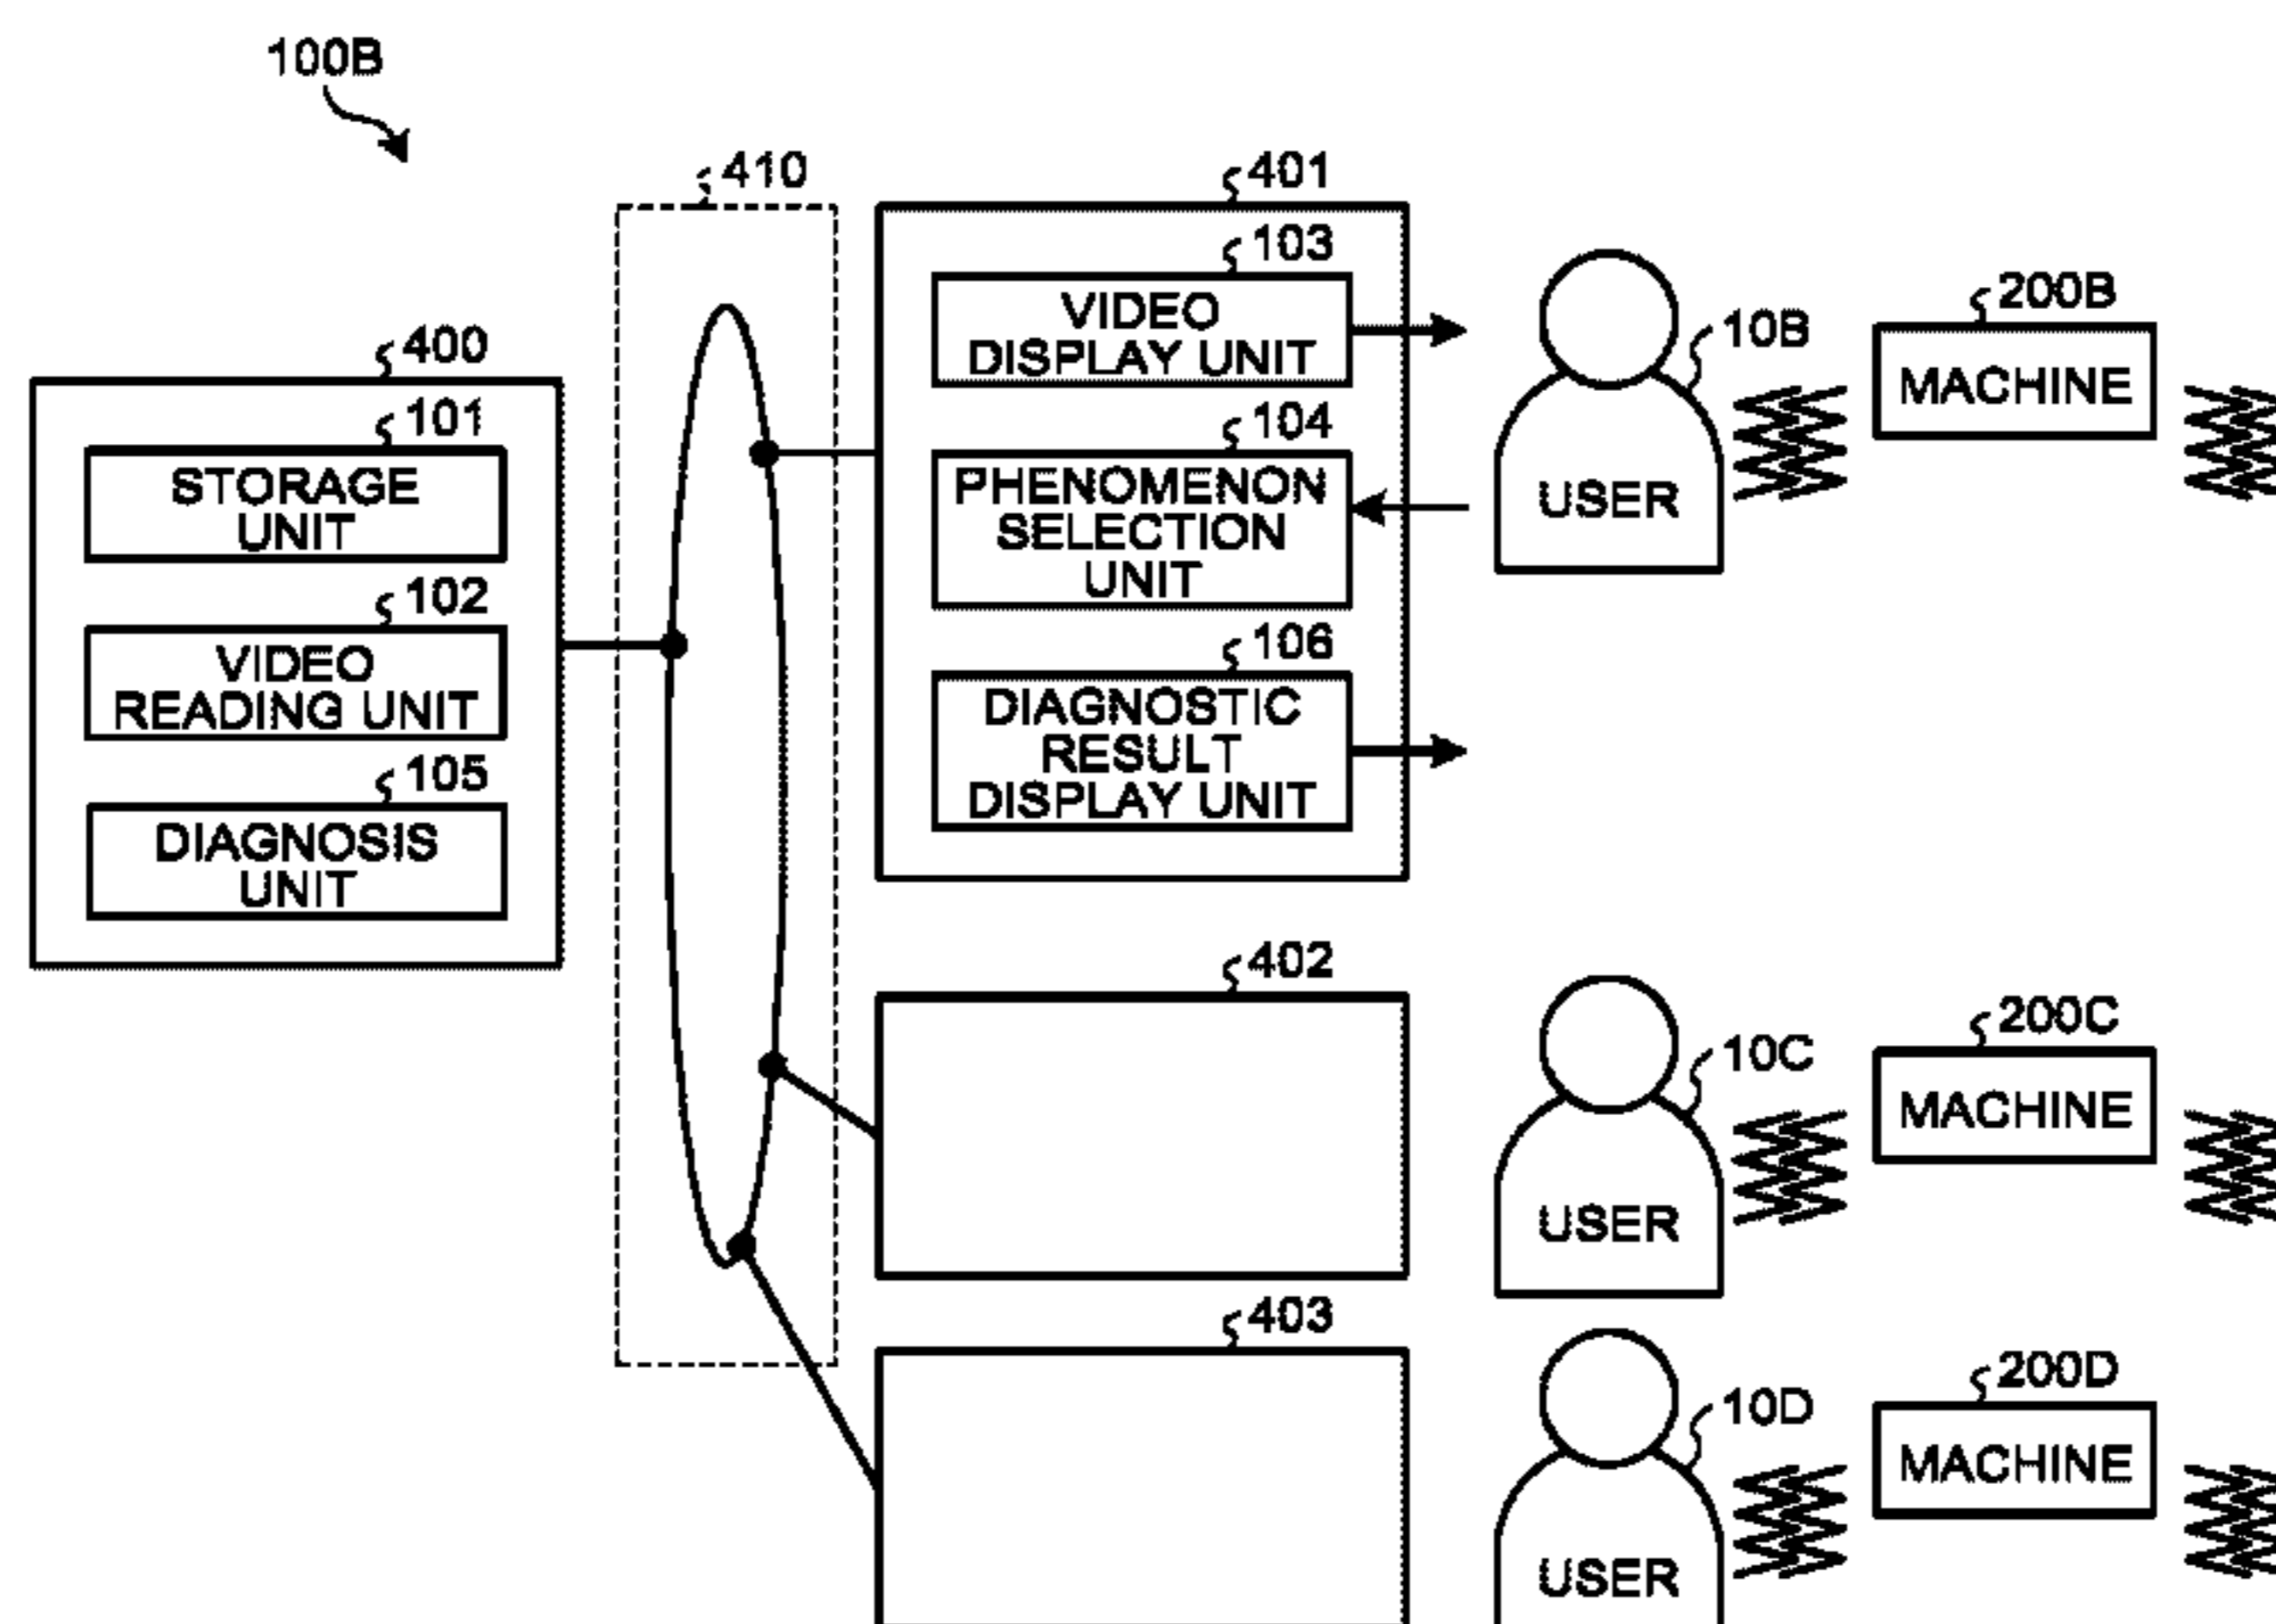 100B
410
401
103
VIDEO
DISPLAY UNIT
200B
10B
MACHINE
400
101
STORAGE
UNIT
104
PHENOMENON
SELECTION
UNIT
USER
102
VIDEO
READING UNIT
106
DIAGNOSTIC
RESULT
DISPLAY UNIT
105
DIAGNOSIS
UNIT
402
200C
10C
MACHINE
USER
403
200D
10D
MACHINE
USER